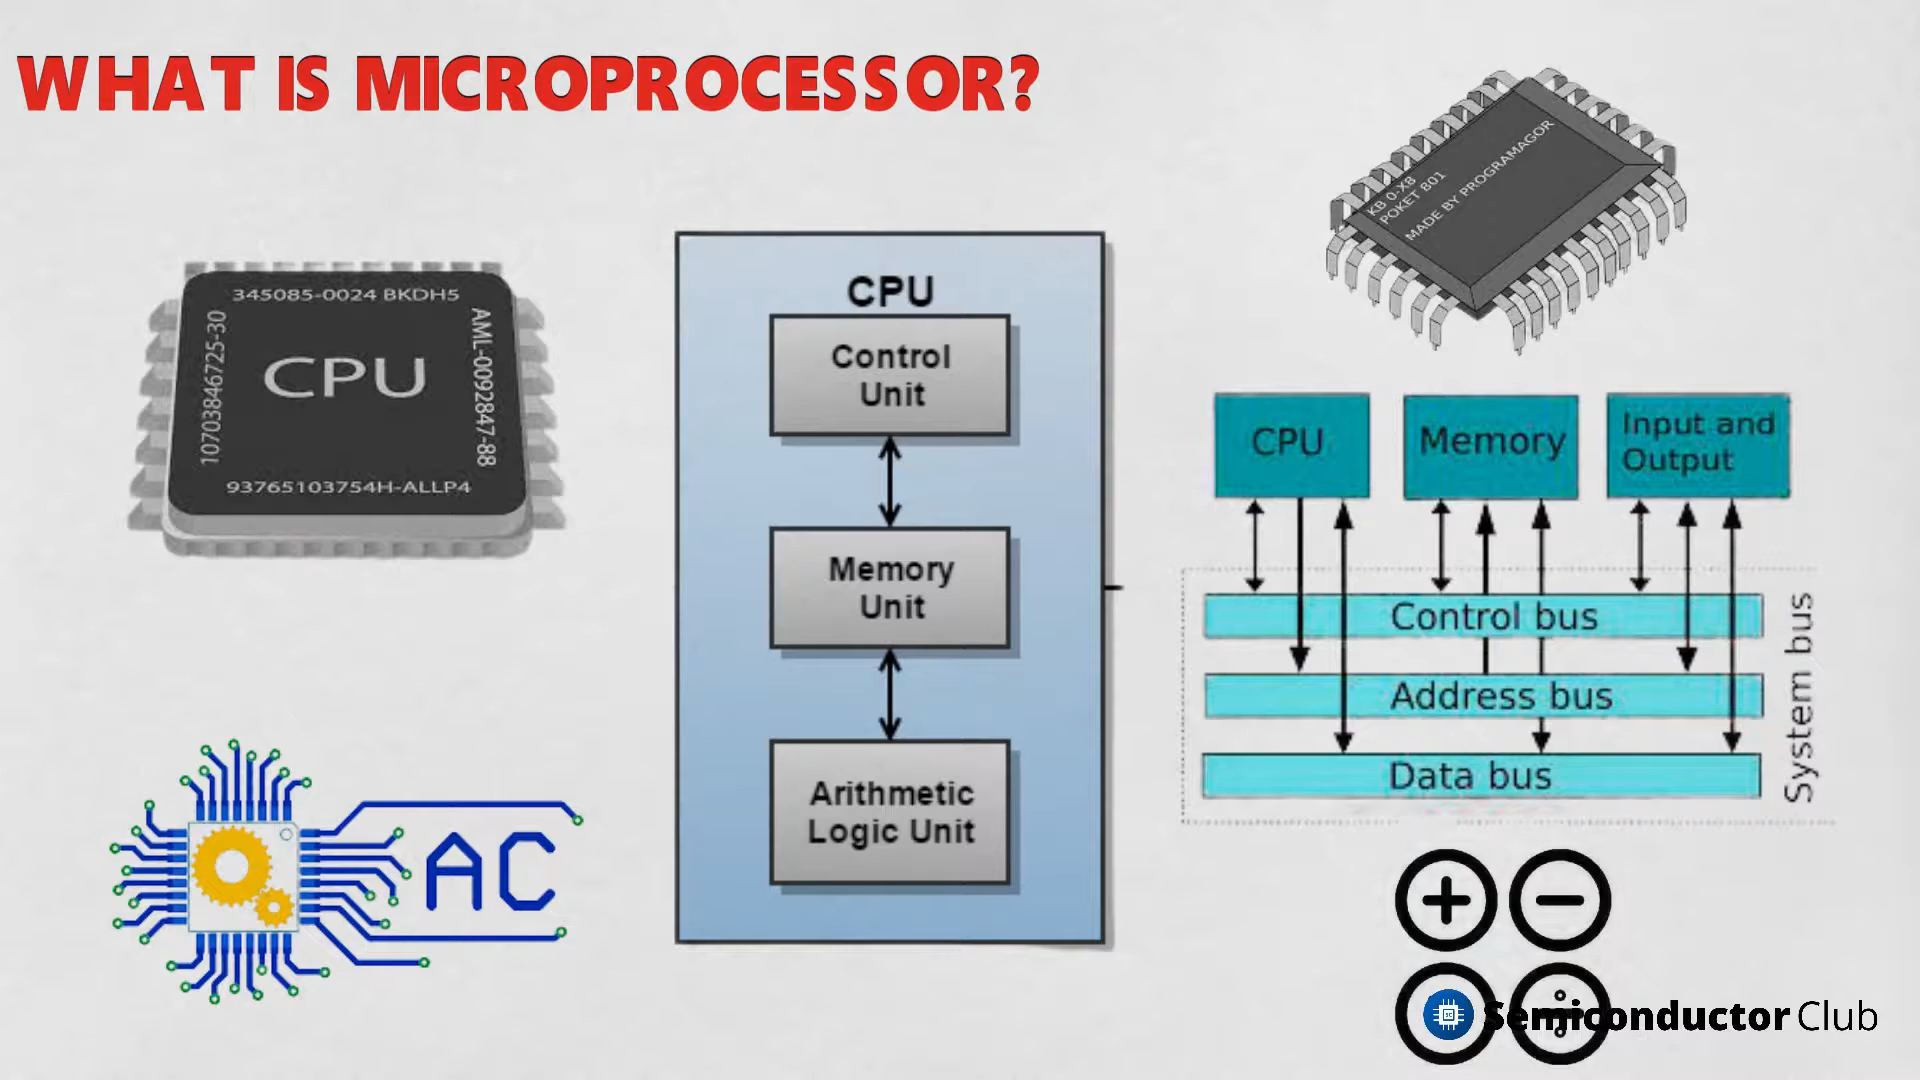 WHAT IS MICROPROCESSOR?
345085-0024 BKDH5
10703846725-30
CPU
AML-0092847-88
93765103754H-ALLP4
AC
CPU
Control
Unit
Memory
Unit
Arithmetic
Logic Unit
KB 0-X8
POKET 801
MADE BY PROGRAMAGOR
CPU
Memory
Input and
Output
Control bus
Address bus
Data bus
System bus
Semiconductor Club